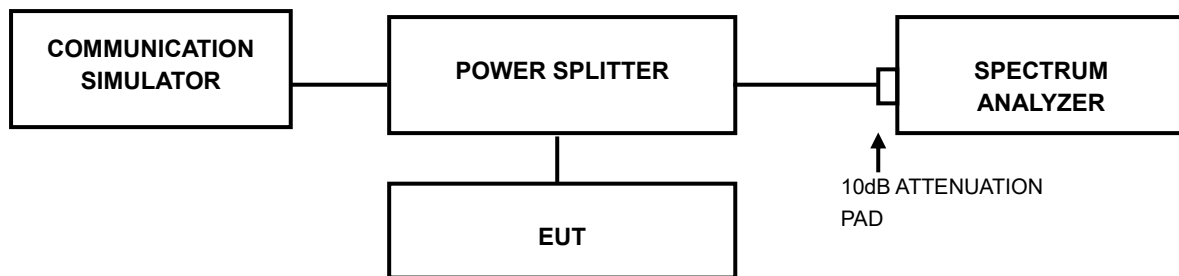 COMMUNICATION
SIMULATOR
POWER SPLITTER
SPECTRUM
ANALYZER
10dB ATTENUATION
PAD
EUT